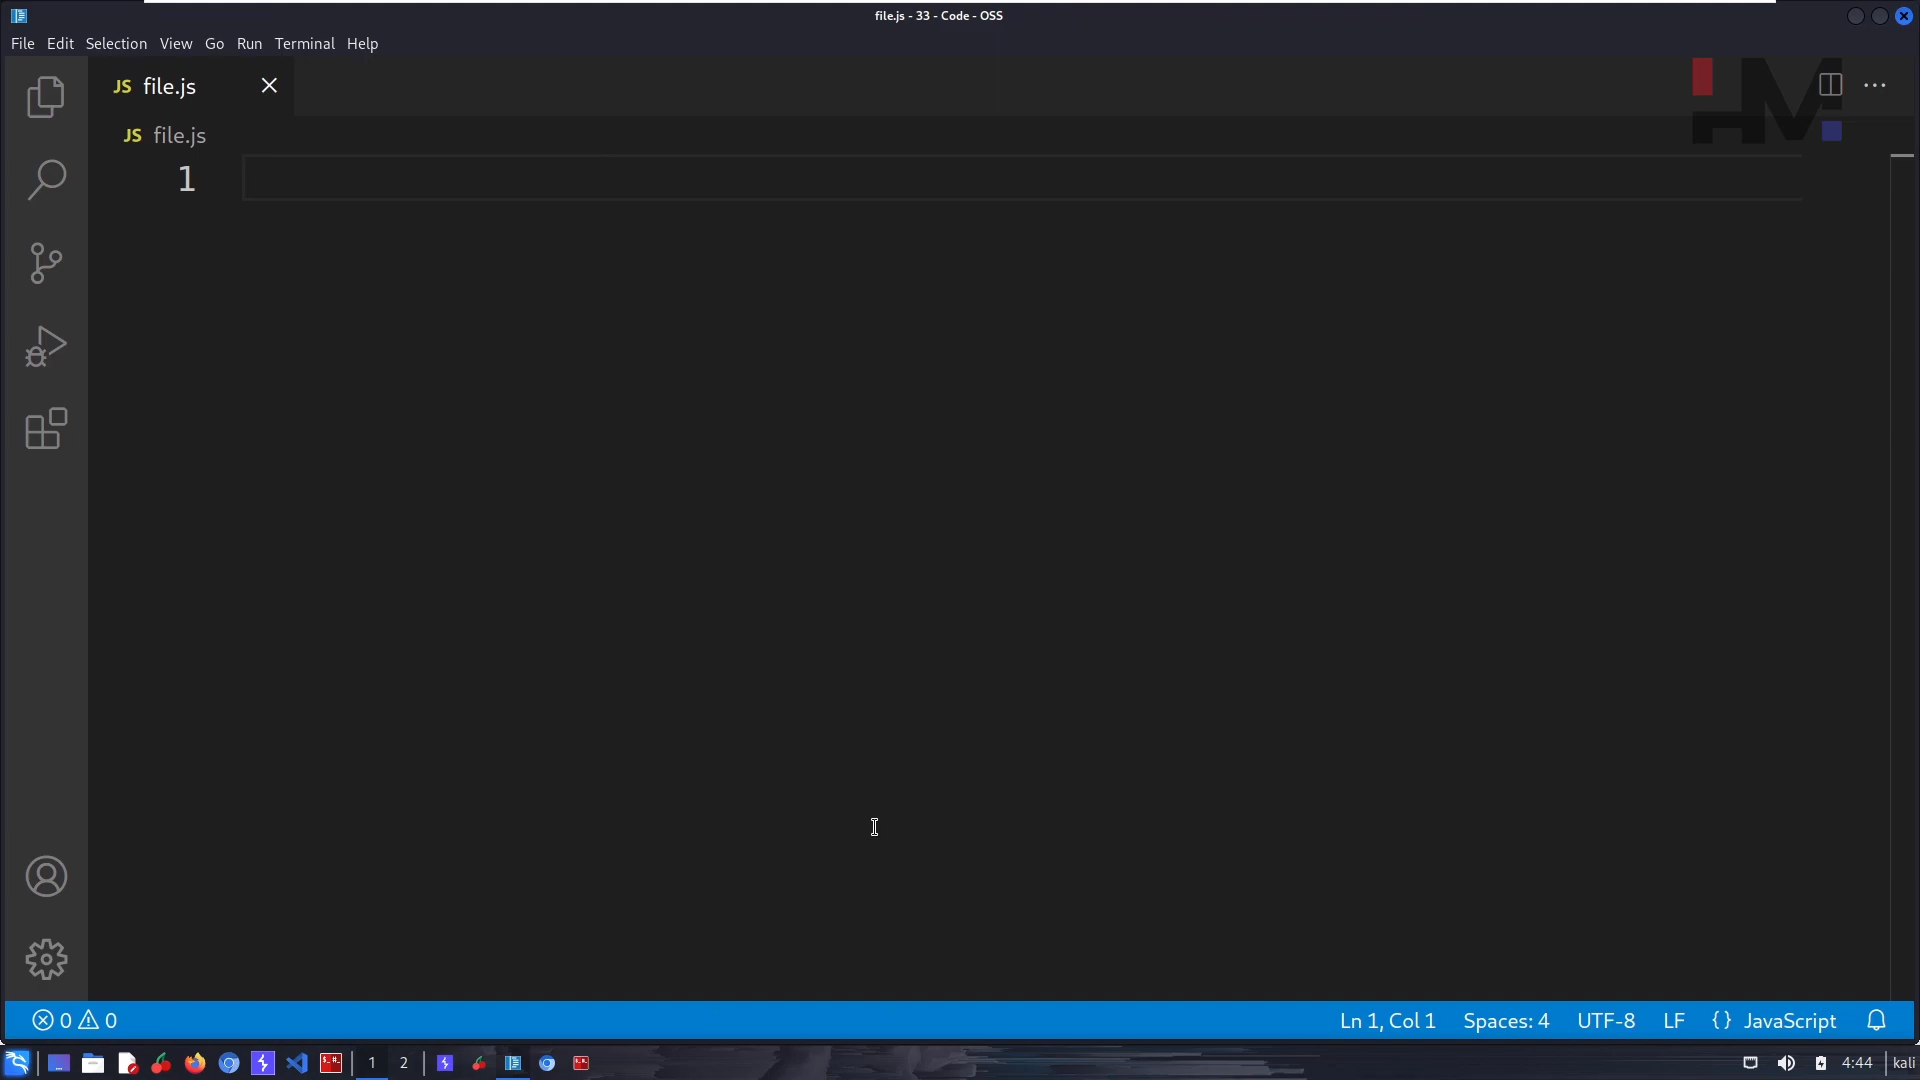 file.js - 33 - Code - OSS
File Edit Selection View Go Run Terminal Help
JS file.js
HM
JS file.js
1
0 0 Ln 1, Col 1 Spaces: 4 UTF-8 LF {} JavaScript
1 2 4:44 kali